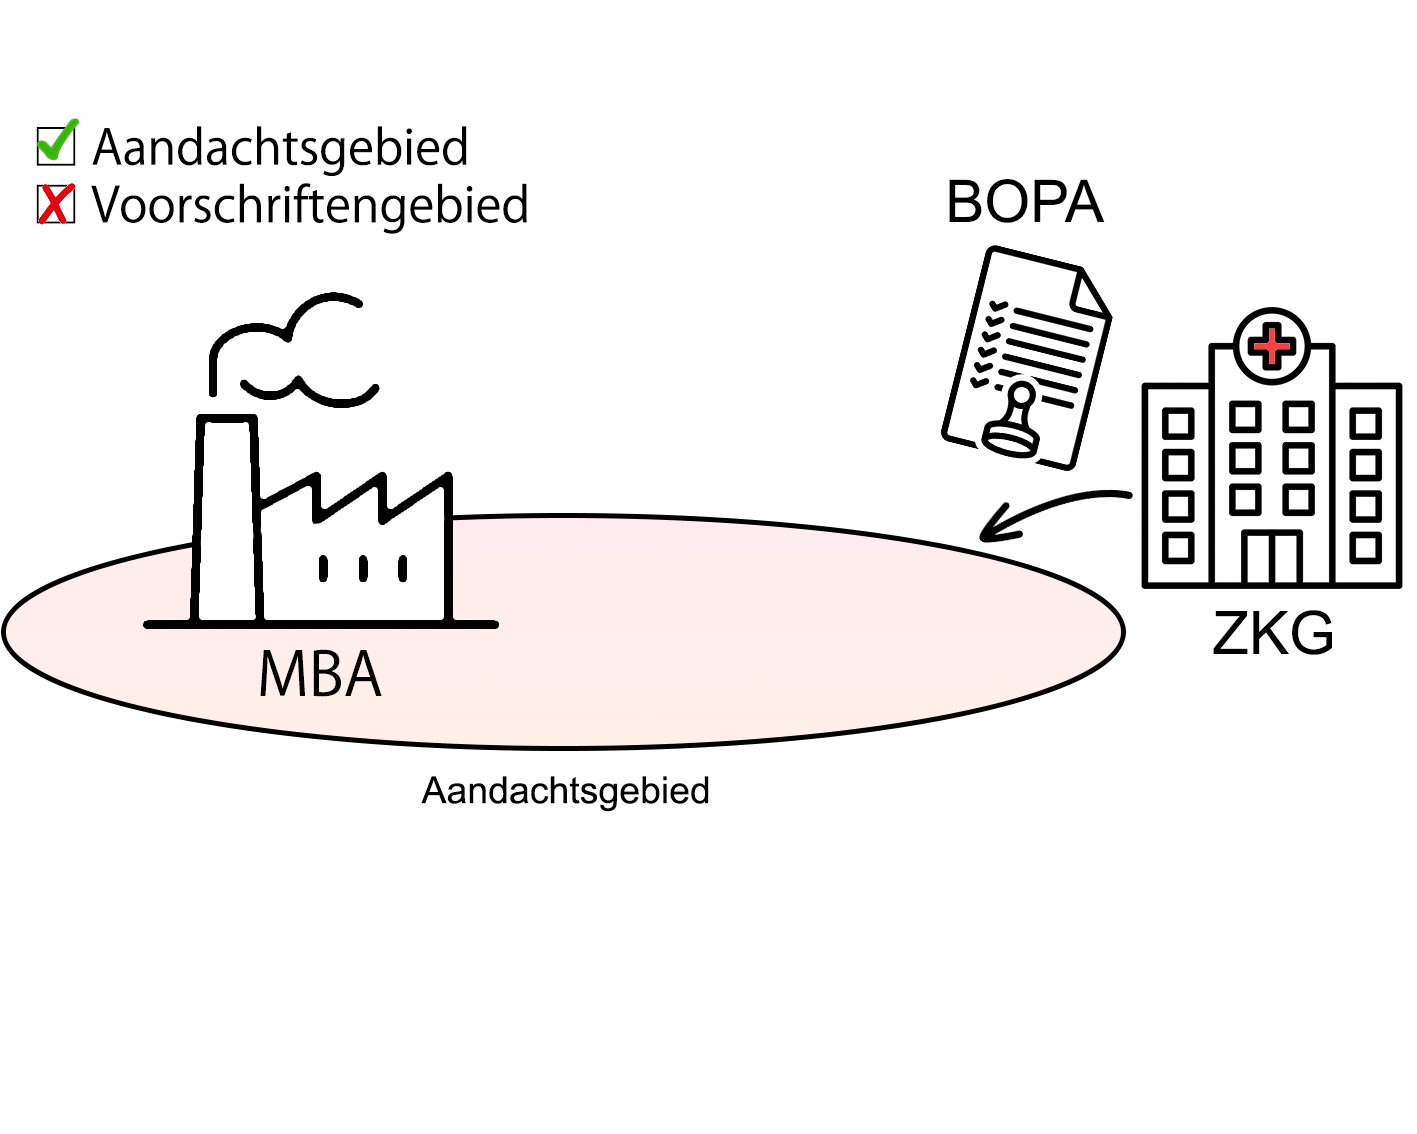 Aandachtsgebied
Voorschriftengebied
BOPA
ZKG
MBA
Aandachtsgebied